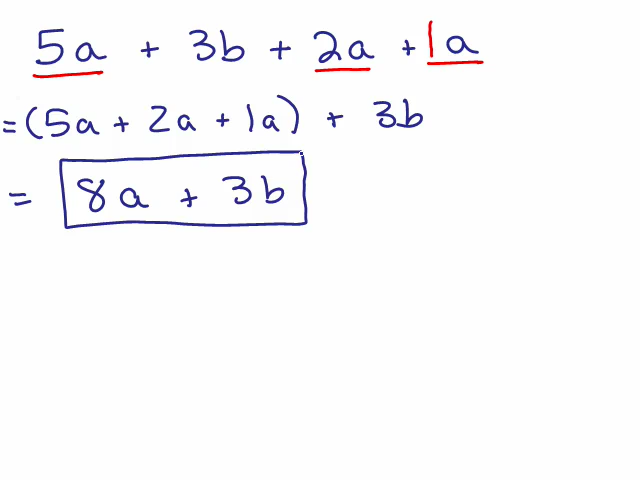 5a + 3b + 2a + 1a
= (5a + 2a + 1a) + 3b
= 8a + 3b